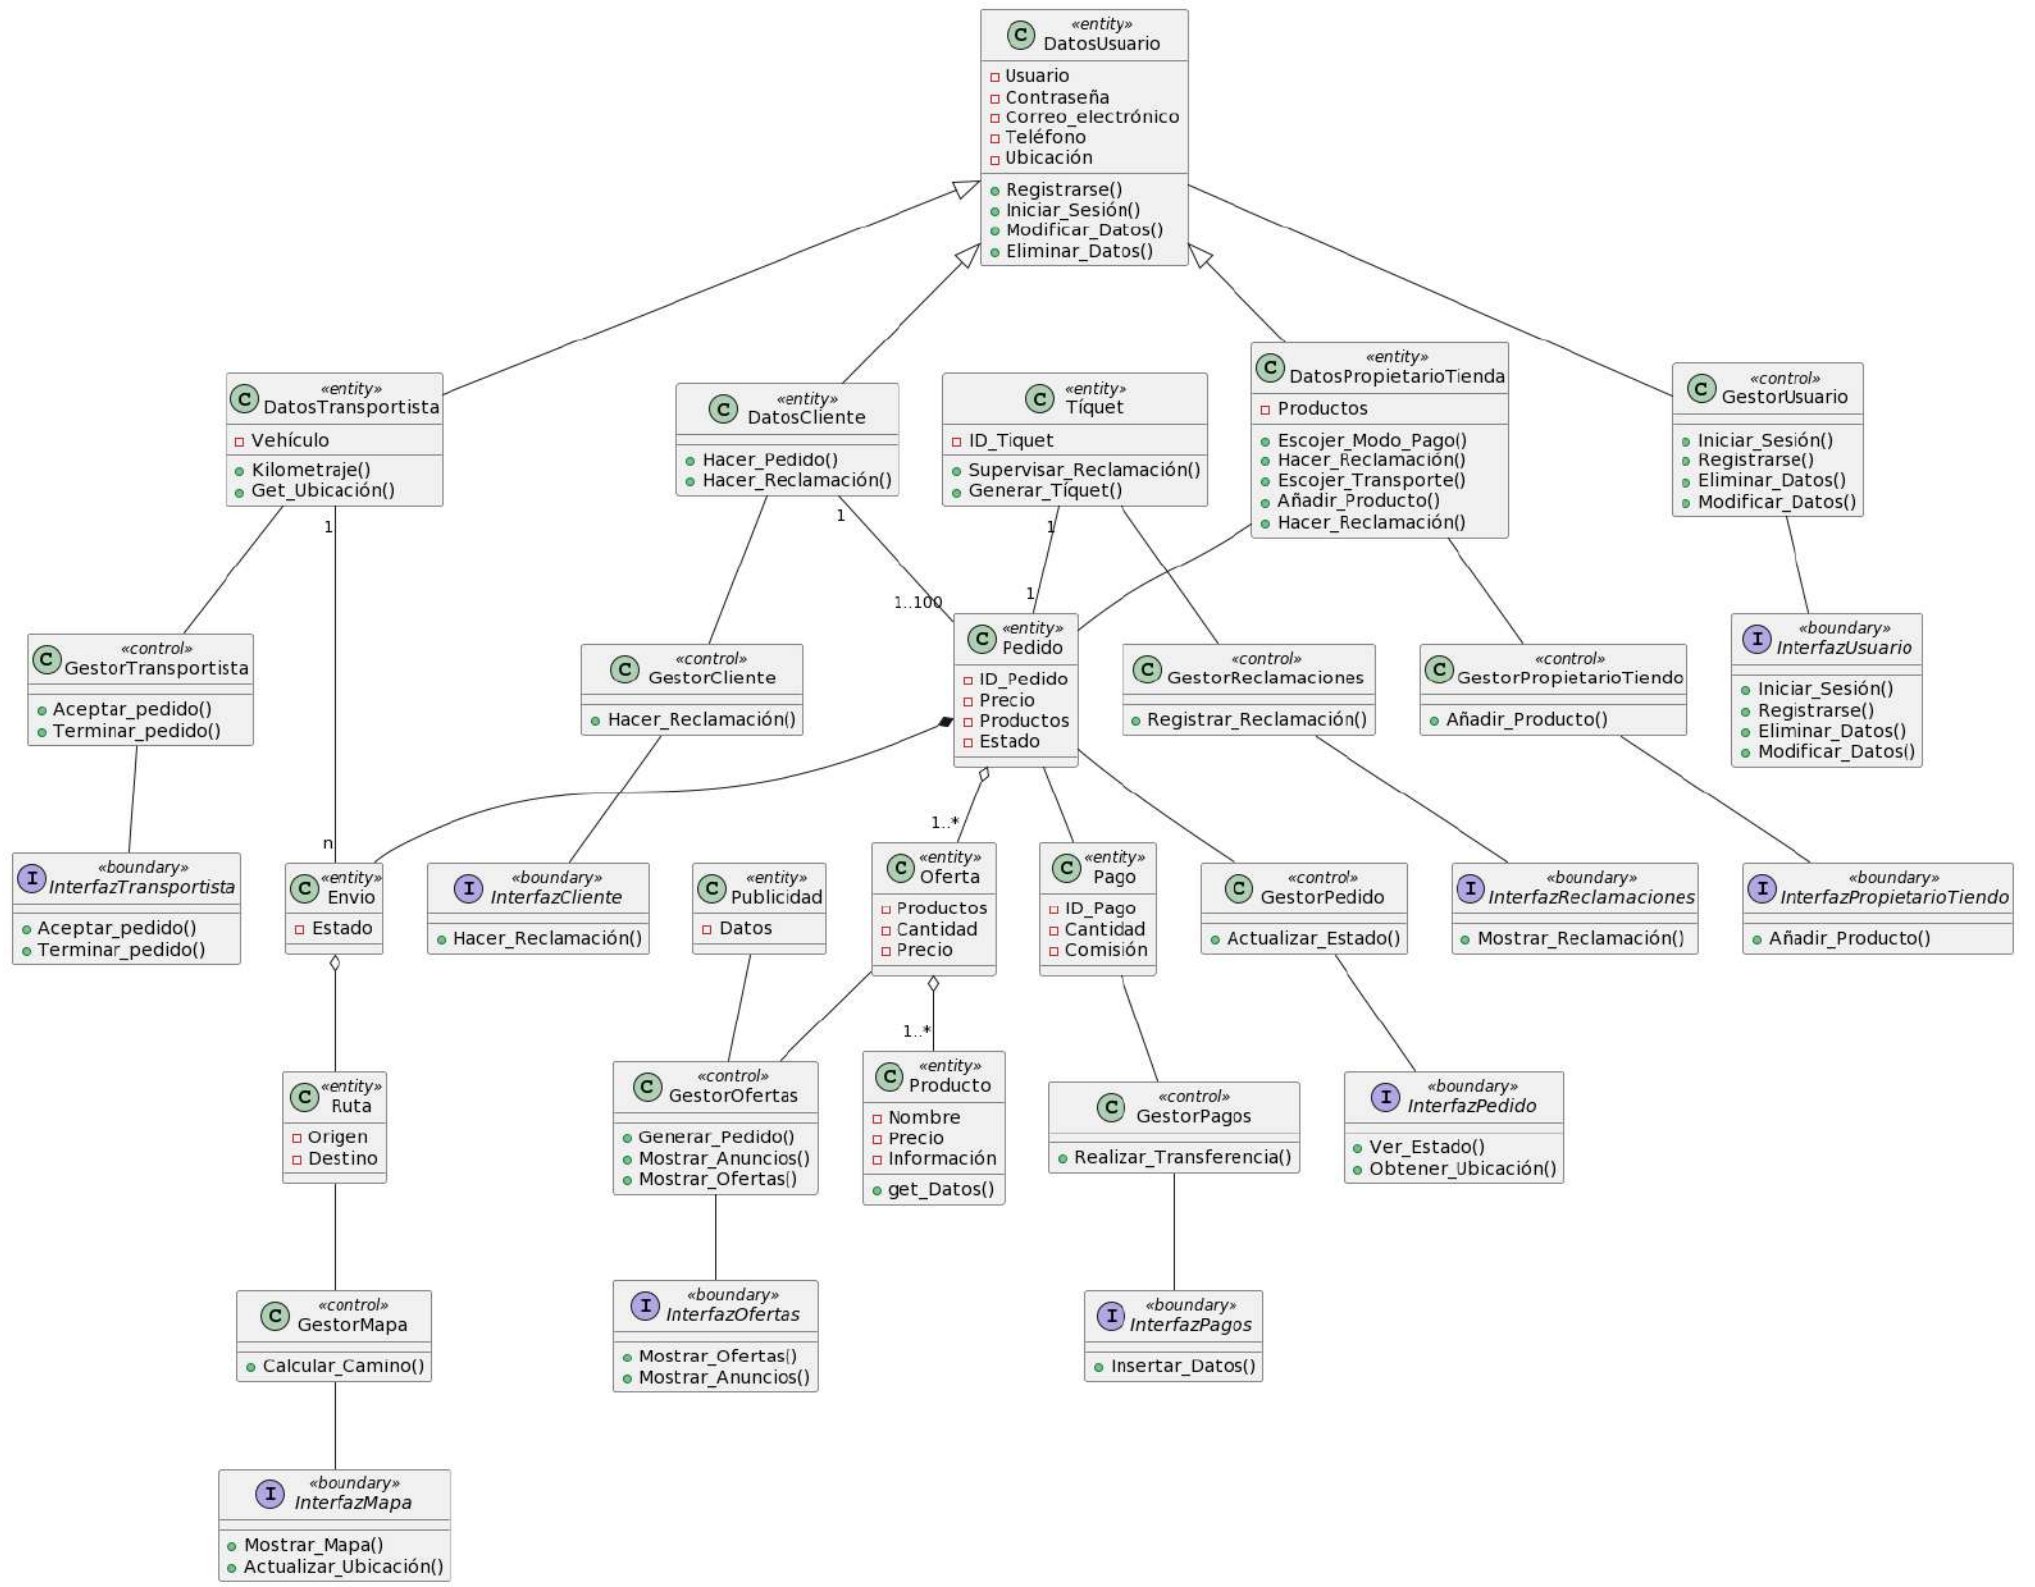 «entity»
DatosUsuario
Usuario
Contraseña
Correo_electrónico
Teléfono
Ubicación
Registrarse()
Iniciar_Sesión()
Modificar_Datos()
Eliminar_Datos()
«entity»
DatosTransportista
Vehículo
Kilometraje()
Get_Ubicación()
«entity»
DatosCliente
Hacer_Pedido()
Hacer_Reclamación()
«entity»
Tíquet
ID_Tiquet
Supervisar_Reclamación()
Generar_Tíquet()
«entity»
DatosPropietarioTienda
Productos
Escojer_Modo_Pago()
Hacer_Reclamación()
Escojer_Transporte()
Añadir_Producto()
Hacer_Reclamación()
«control»
GestorUsuario
Iniciar_Sesión()
Registrarse()
Eliminar_Datos()
Modificar_Datos()
1
1
1
1..100
1
«control»
GestorTransportista
Aceptar_pedido()
Terminar_pedido()
«control»
GestorCliente
Hacer_Reclamación()
«entity»
Pedido
ID_Pedido
Precio
Productos
Estado
«control»
GestorReclamaciones
Registrar_Reclamación()
«control»
GestorPropietarioTiendo
Añadir_Producto()
«boundary»
InterfazUsuario
Iniciar_Sesión()
Registrarse()
Eliminar_Datos()
Modificar_Datos()
n
1..*
«boundary»
InterfazTransportista
Aceptar_pedido()
Terminar_pedido()
«entity»
Envio
Estado
«boundary»
InterfazCliente
Hacer_Reclamación()
«entity»
Publicidad
Datos
«entity»
Oferta
Productos
Cantidad
Precio
«entity»
Pago
ID_Pago
Cantidad
Comisión
«control»
GestorPedido
Actualizar_Estado()
«boundary»
InterfazReclamaciones
Mostrar_Reclamación()
«boundary»
InterfazPropietarioTiendo
Añadir_Producto()
1..*
«entity»
Ruta
Origen
Destino
«control»
GestorOfertas
Generar_Pedido()
Mostrar_Anuncios()
Mostrar_Ofertas()
«entity»
Producto
Nombre
Precio
Información
get_Datos()
«control»
GestorPagos
Realizar_Transferencia()
«boundary»
InterfazPedido
Ver_Estado()
Obtener_Ubicación()
«control»
GestorMapa
Calcular_Camino()
«boundary»
InterfazOfertas
Mostrar_Ofertas()
Mostrar_Anuncios()
«boundary»
InterfazPagos
Insertar_Datos()
«boundary»
InterfazMapa
Mostrar_Mapa()
Actualizar_Ubicación()